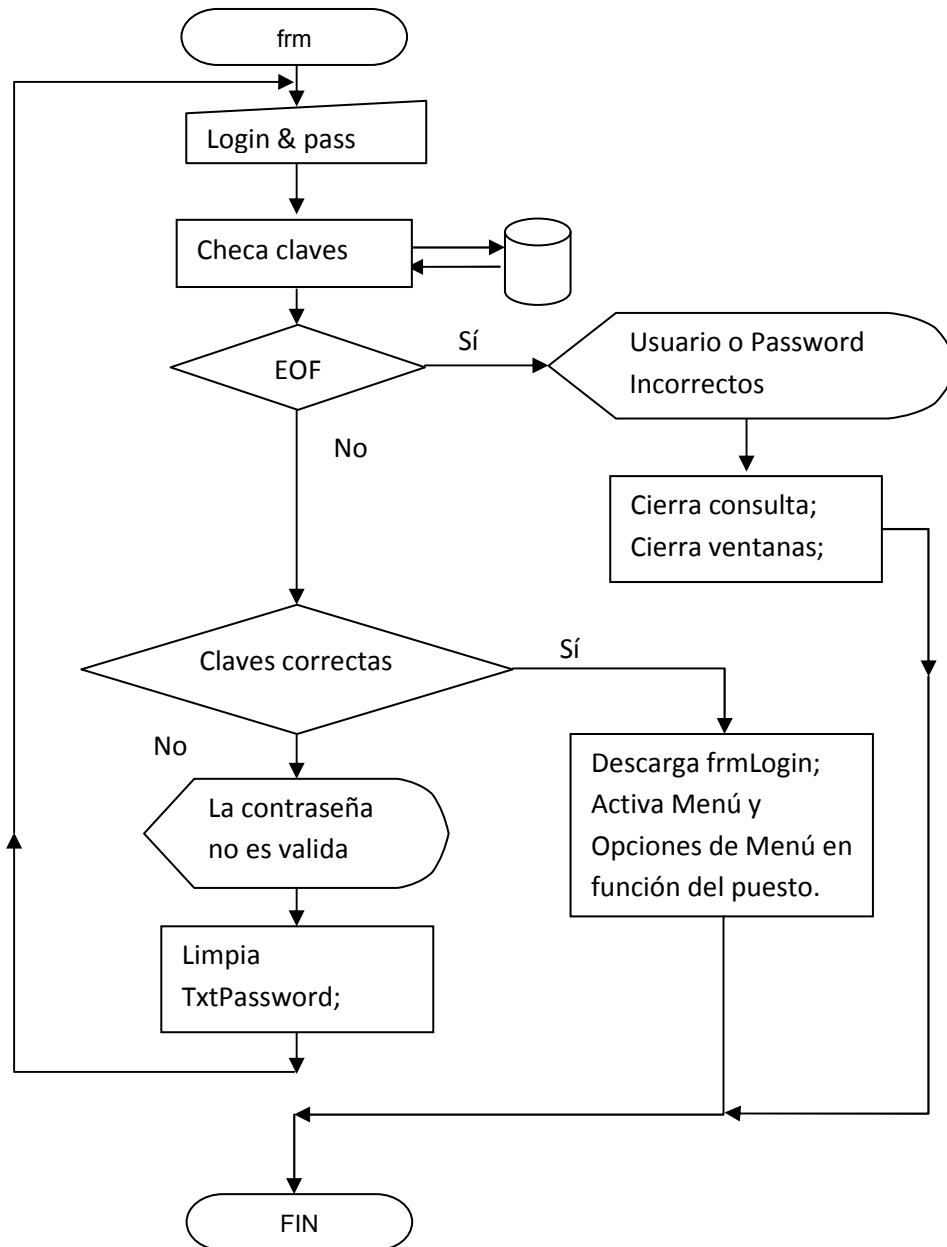 frm
Login & pass
Checa claves
EOF
Sí
Usuario o Password
Incorrectos
No
Cierra consulta;
Cierra ventanas;
Claves correctas
Sí
No
La contraseña
no es valida
Descarga frmLogin;
Activa Menú y
Opciones de Menú en
función del puesto.
Limpia
TxtPassword;
FIN